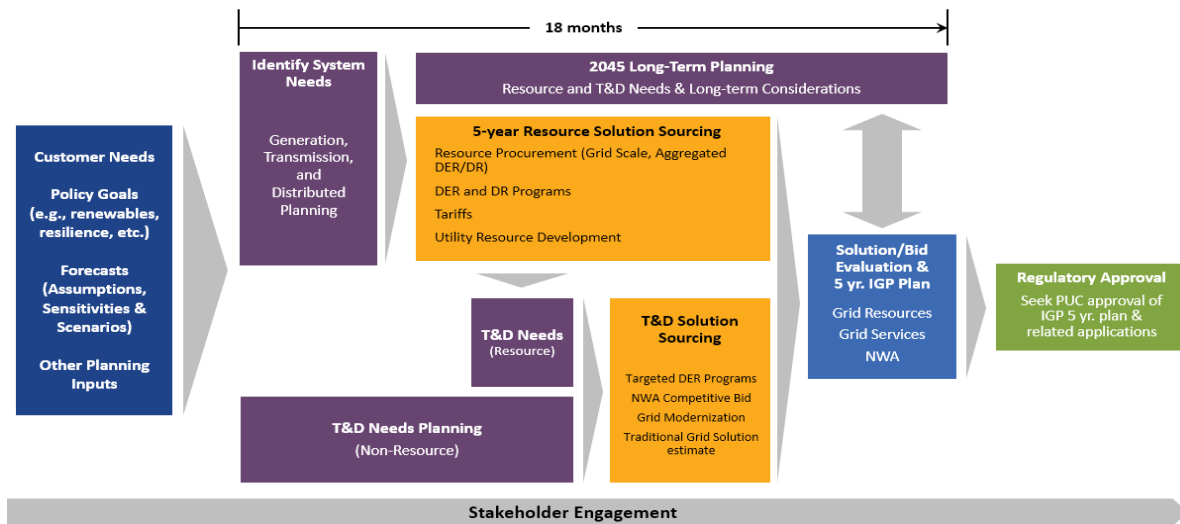 18 months
Customer Needs
Policy Goals
(e.g., renewables,
resilience, etc.)
Forecasts
(Assumptions,
Sensitivities &
Scenarios)
Other Planning
Inputs
Identify System
Needs
Generation,
Transmission,
and
Distributed
Planning
2045 Long-Term Planning
Resource and T&D Needs & Long-term Considerations
5-year Resource Solution Sourcing
Resource Procurement (Grid Scale, Aggregated
DER/DR)
DER and DR Programs
Tariffs
Utility Resource Development
T&D Needs
(Resource)
T&D Needs Planning
(Non-Resource)
T&D Solution
Sourcing
Targeted DER Programs
NWA Competitive Bid
Grid Modernization
Traditional Grid Solution
estimate
Solution/Bid
Evaluation &
5 yr. IGP Plan
Grid Resources
Grid Services
NWA
Regulatory Approval
Seek PUC approval of
IGP 5 yr. plan &
related applications
Stakeholder Engagement